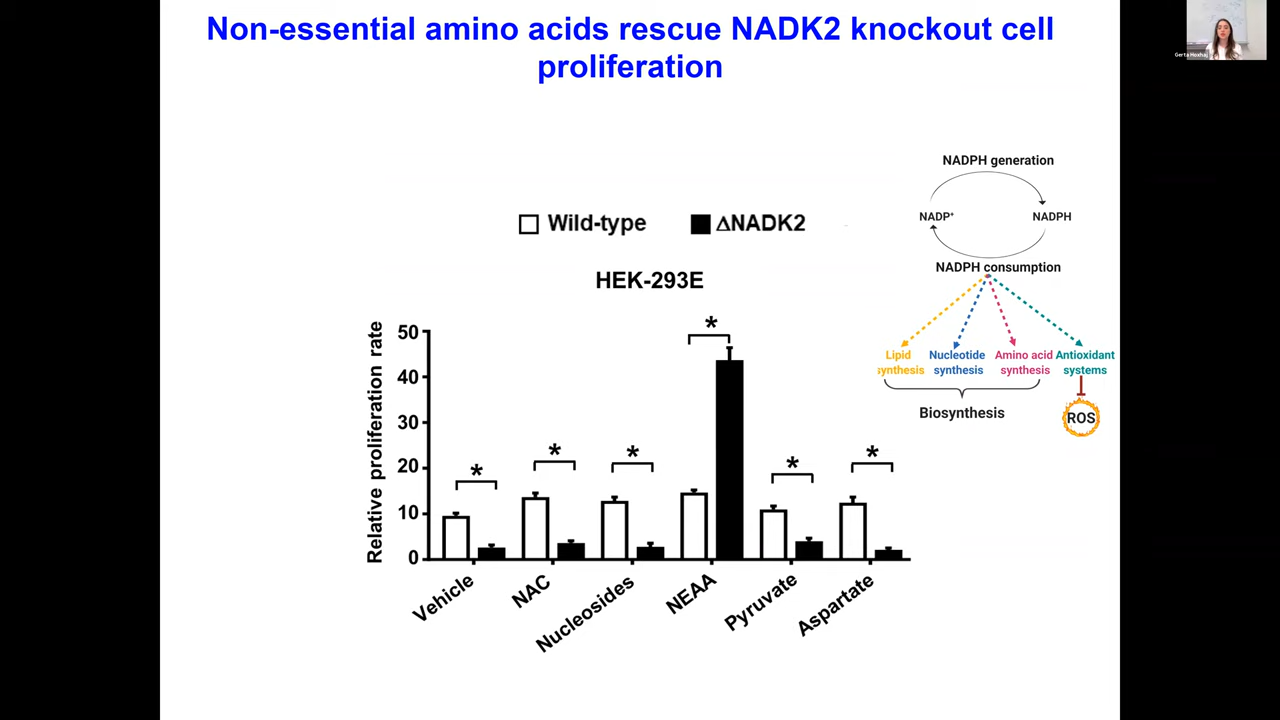 Non-essential amino acids rescue NADK2 knockout cell
proliferation
Gerta Hoxhaj
NADPH generation
NADP+
NADPH
NADPH consumption
Lipid synthesis
Nucleotide synthesis
Amino acid synthesis
Antioxidant systems
Biosynthesis
ROS
Wild-type
ΔNADK2
HEK-293E
Relative proliferation rate
50
40
30
20
10
0
*
*
*
*
*
*
Vehicle
NAC
Nucleosides
NEAA
Pyruvate
Aspartate